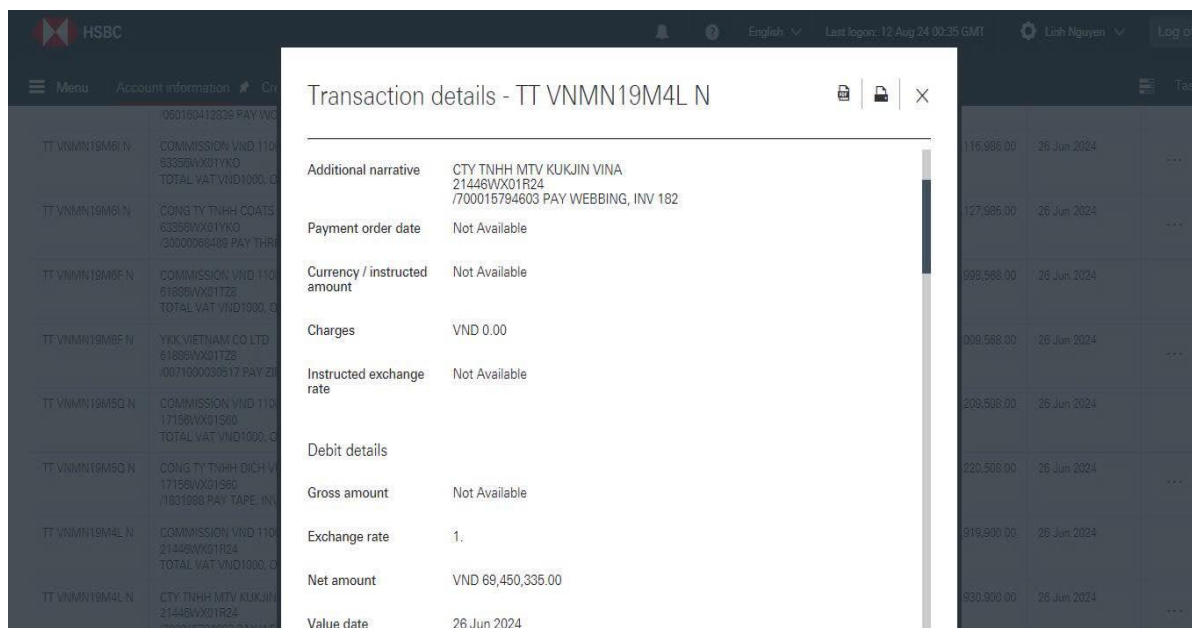 HSBC
English
Last logon: 12 Aug 24 00:35 GMT
Linh Nguyen
Menu
Account information
Transaction details - TT VNMN19M4L N
Additional narrative
CTY TNHH MTV KUKJIN VINA
21446WX01R24
/700015794603 PAY WEBBING, INV 182
Payment order date
Not Available
Currency / instructed
amount
Not Available
Charges
VND 0.00
Instructed exchange
rate
Not Available
Debit details
Gross amount
Not Available
Exchange rate
1.
Net amount
VND 69,450,335.00
Value date
26 Jun 2024
TT VNMN19M6I N
COMMISSION VND 110
63356WX01YKO
TOTAL VAT VND1000,
26 Jun 2024
TT VNMN19M6I N
CONG TY TNHH COATS
63356WX01YKO
26 Jun 2024
TT VNMN19M6F N
COMMISSION VND 110
61886WX01TZ8
TOTAL VAT VND1000,
26 Jun 2024
TT VNMN19M6F N
YKK VIETNAM CO LTD
61886WX01TZ8
/0071000030517 PAY
26 Jun 2024
TT VNMN19M5Q N
COMMISSION VND 110
17156WX01S60
TOTAL VAT VND1000,
26 Jun 2024
TT VNMN19M5Q N
CONG TY TNHH DICH
17156WX01S60
PAY TAPE,
26 Jun 2024
TT VNMN19M4L N
COMMISSION VND 110
21446WX01R24
TOTAL VAT VND1000,
26 Jun 2024
TT VNMN19M4L N
CTY TNHH MTV KUKJIN
21446WX01R24
26 Jun 2024